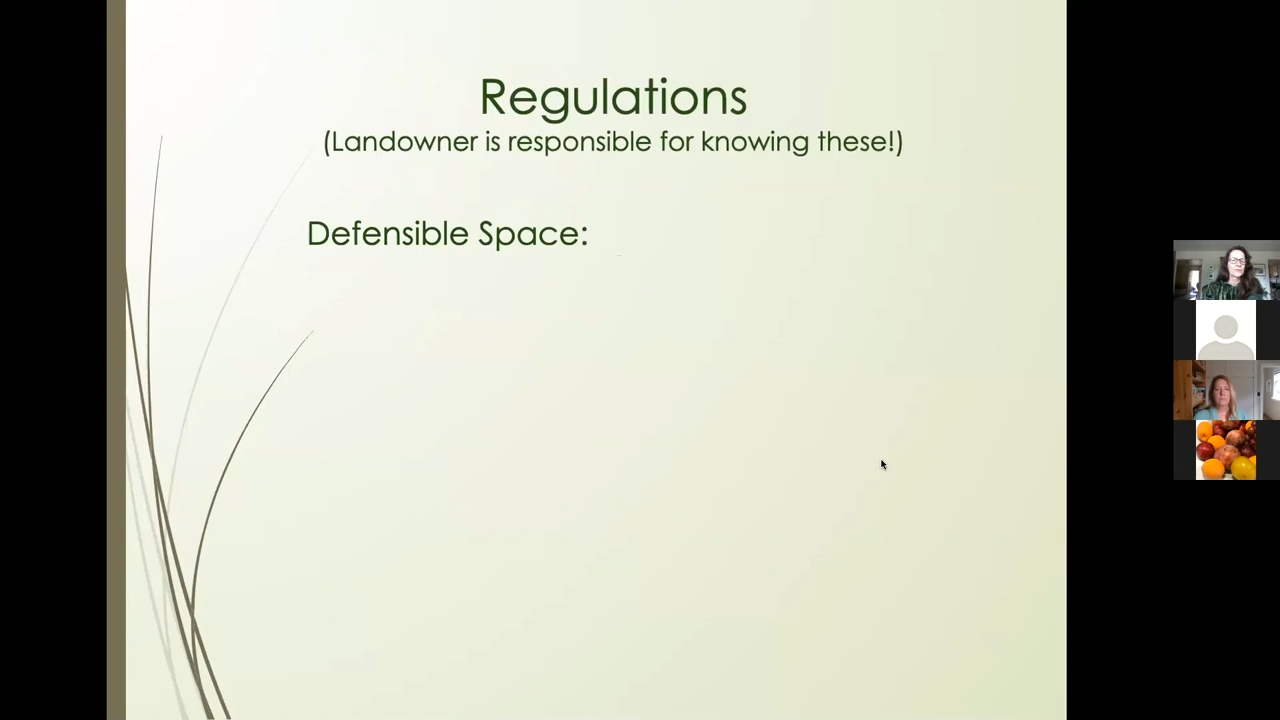 Regulations
(Landowner is responsible for knowing these!)
Defensible Space: